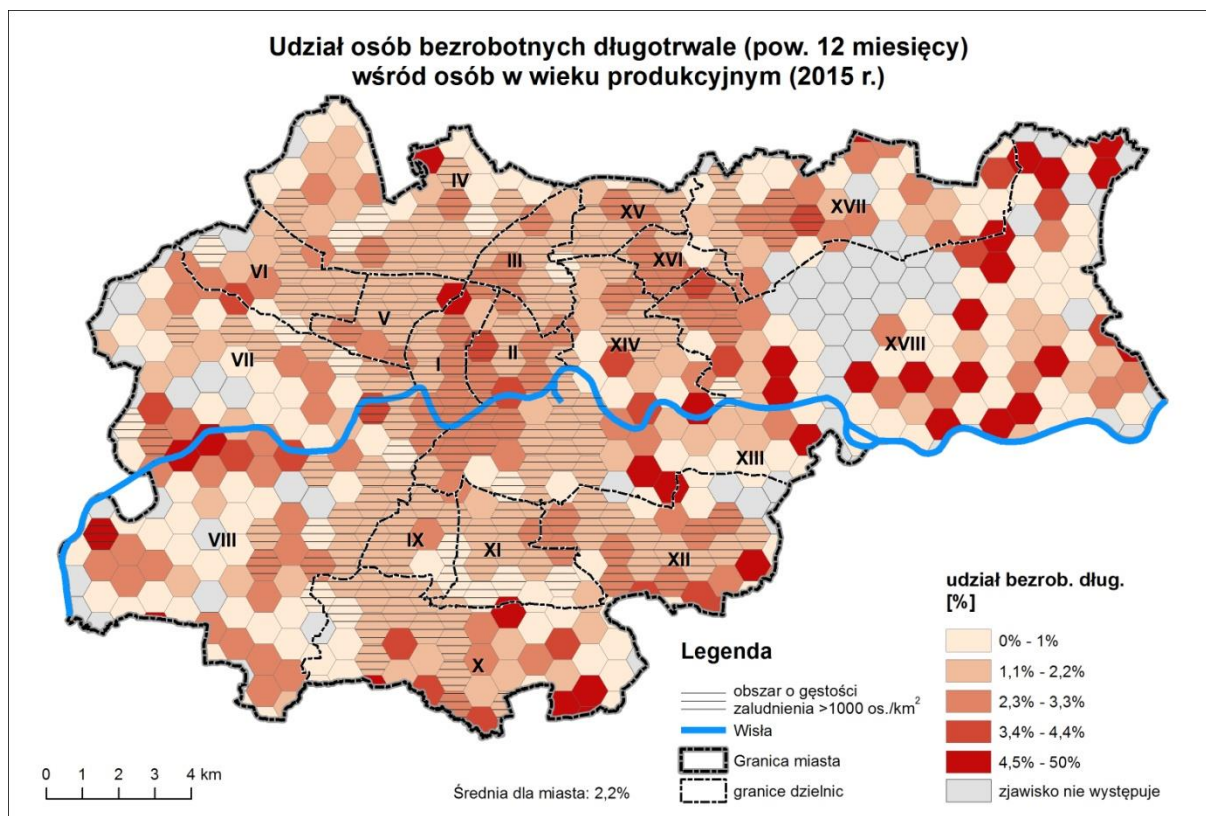 Udział osób bezrobotnych długotrwale (pow. 12 miesięcy)
wśród osób w wieku produkcyjnym (2015 r.)
IV
XV
XVII
III
XVI
VI
V
VII
I
II
XIV
XVIII
XIII
VIII
IX
XI
XII
X
Legenda
obszar o gęstości
zaludnienia >1000 os./km²
Wisła
Granica miasta
granice dzielnic
udział bezrob. dług.
[%]
0% - 1%
1,1% - 2,2%
2,3% - 3,3%
3,4% - 4,4%
4,5% - 50%
zjawisko nie występuje
0 1 2 4 km
Średnia dla miasta: 2,2%